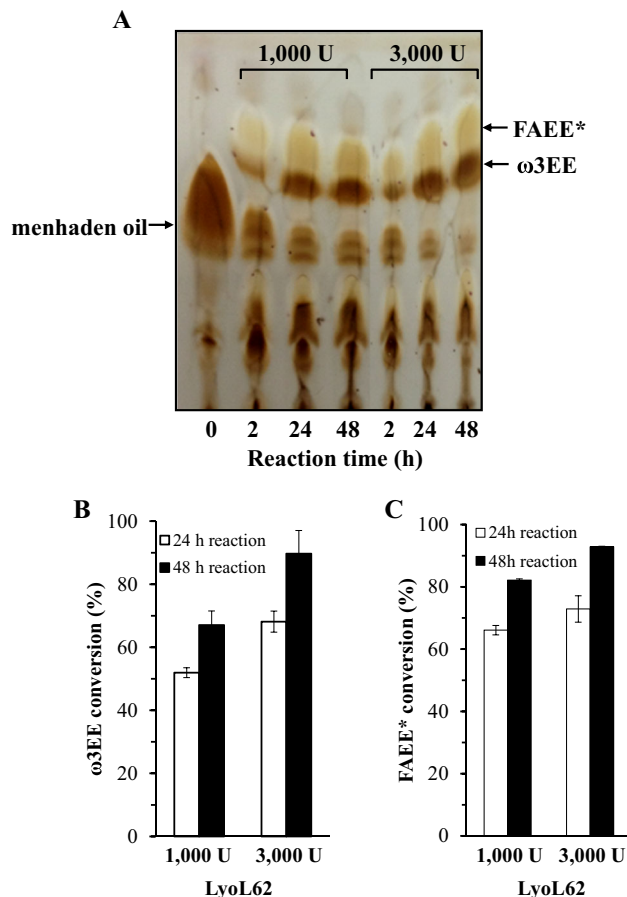 A
1,000 U 3,000 U
FAEE*
ω3EE
menhaden oil
0 2 24 48 2 24 48
Reaction time (h)
B
100
80
60
40
20
0
ω3EE conversion (%)
24 h reaction
48 h reaction
1,000 U 3,000 U
LyoL62
C
100
80
60
40
20
0
FAEE* conversion (%)
24h reaction
48h reaction
1,000 U 3,000 U
LyoL62